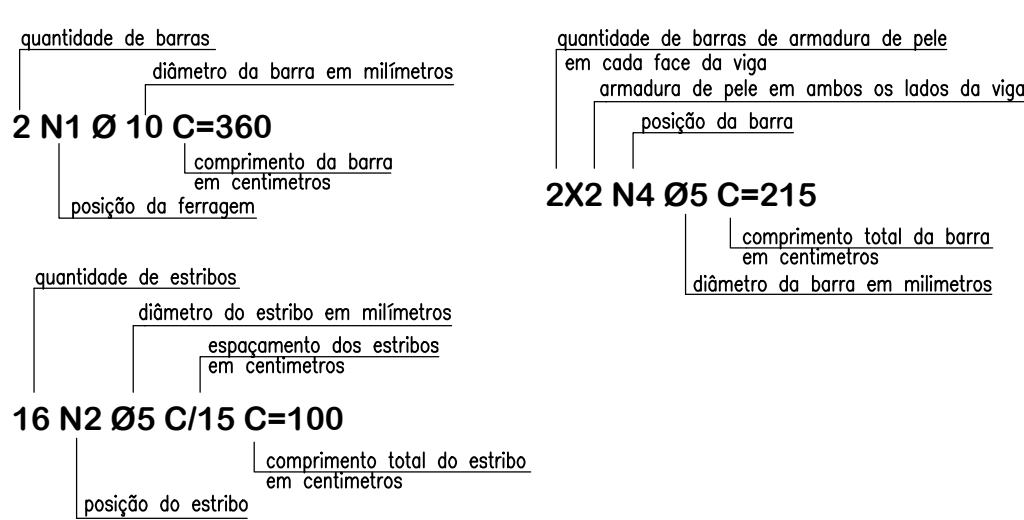 quantidade de barras
diâmetro da barra em milímetros
2 N1 Ø 10 C=360
comprimento da barra
em centimetros
posição da ferragem
quantidade de estribos
diâmetro do estribo em milímetros
espaçamento dos estribos
em centimetros
16 N2 Ø5 C/15 C=100
comprimento total do estribo
em centimetros
posição do estribo
quantidade de barras de armadura de pele
em cada face da viga
armadura de pele em ambos os lados da viga
posição da barra
2X2 N4 Ø5 C=215
comprimento total da barra
em centimetros
diâmetro da barra em milimetros